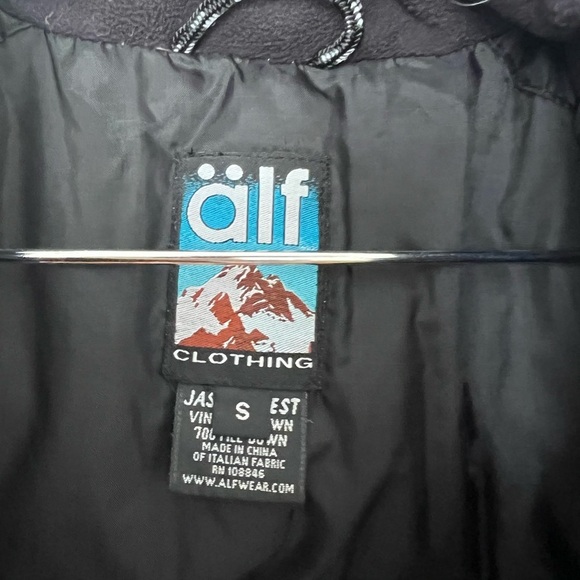 älf
CLOTHING
JAS S EST
VIN WN
700 FILL DOWN
MADE IN CHINA
OF ITALIAN FABRIC
RN 108846
WWW.ALFWEAR.COM